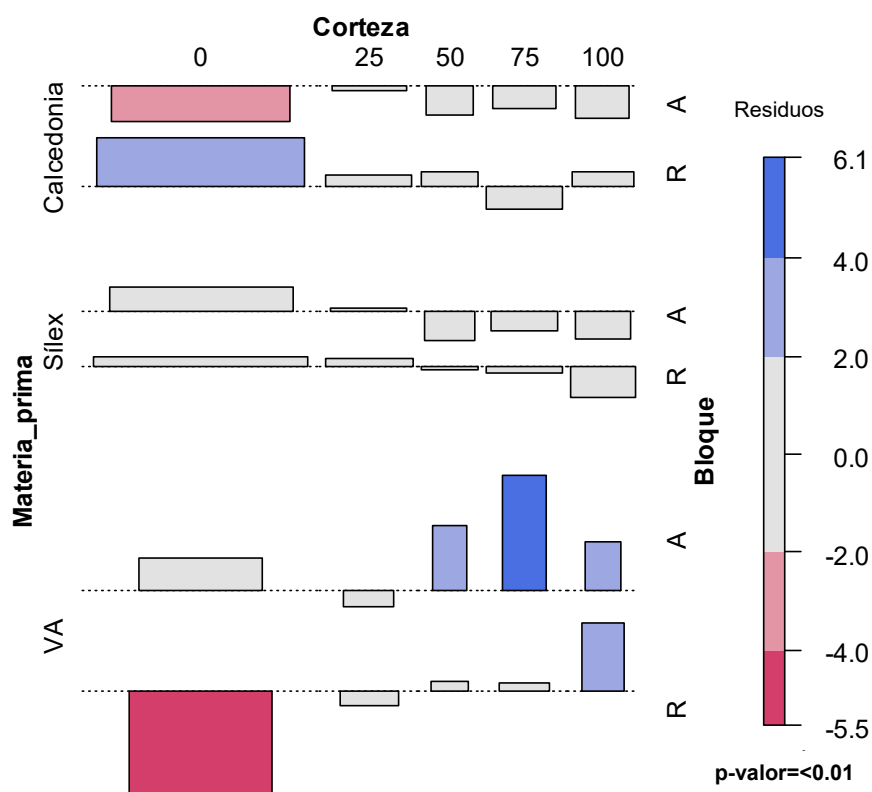 Corteza
0 25 50 75 100
Materia_prima
Calcedonia
A
R
Sílex
A
R
VA
A
R
Bloque
Residuos
6.1
4.0
2.0
0.0
-2.0
-4.0
-5.5
p-valor=<0.01